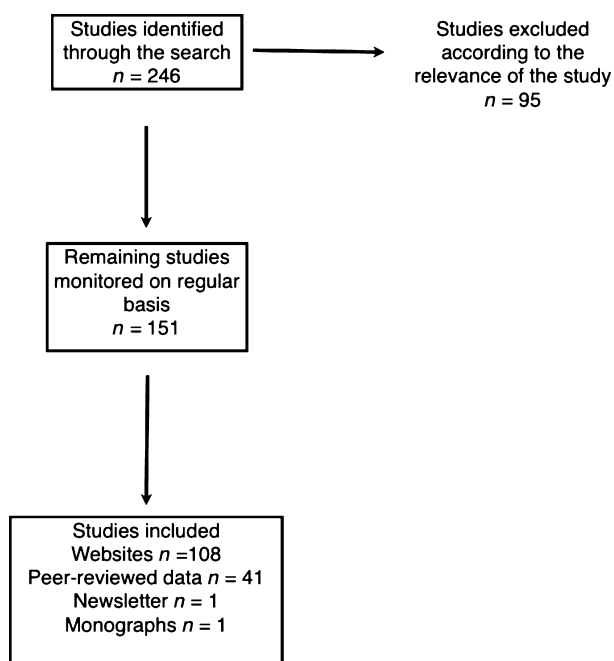 Studies identified
through the search
n = 246
Studies excluded
according to the
relevance of the study
n = 95
Remaining studies
monitored on regular
basis
n = 151
Studies included
Websites n =108
Peer-reviewed data n = 41
Newsletter n = 1
Monographs n = 1